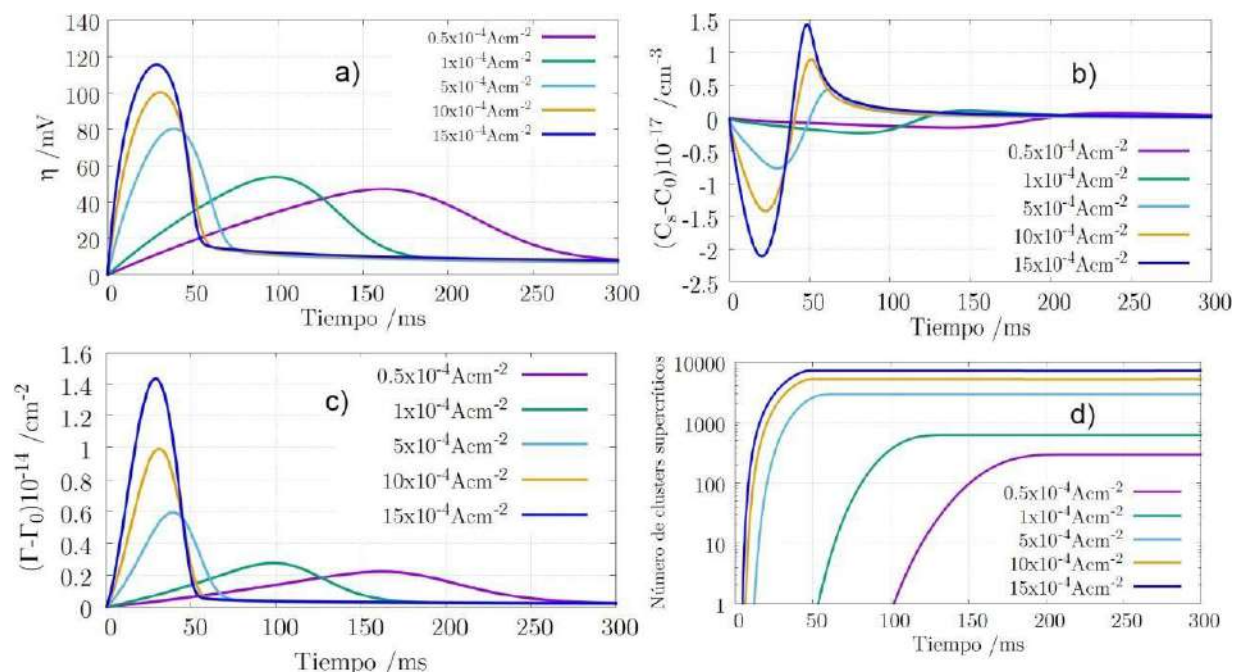 a)
η /mV
140
120
100
80
60
40
20
0
0.5x10⁻⁴Acm⁻²
1x10⁻⁴Acm⁻²
5x10⁻⁴Acm⁻²
10x10⁻⁴Acm⁻²
15x10⁻⁴Acm⁻²
0 50 100 150 200 250 300
Tiempo /ms
b)
(Cₛ-C₀)10⁻¹⁷ /cm⁻³
1.5
1
0.5
0
-0.5
-1
-1.5
-2
-2.5
0.5x10⁻⁴Acm⁻²
1x10⁻⁴Acm⁻²
5x10⁻⁴Acm⁻²
10x10⁻⁴Acm⁻²
15x10⁻⁴Acm⁻²
0 50 100 150 200 250 300
Tiempo /ms
c)
(Γ-Γ₀)10⁻¹⁴ /cm⁻²
1.6
1.4
1.2
1
0.8
0.6
0.4
0.2
0
0.5x10⁻⁴Acm⁻²
1x10⁻⁴Acm⁻²
5x10⁻⁴Acm⁻²
10x10⁻⁴Acm⁻²
15x10⁻⁴Acm⁻²
0 50 100 150 200 250 300
Tiempo /ms
d)
Número de clusters supercríticos
10000
1000
100
10
1
0.5x10⁻⁴Acm⁻²
1x10⁻⁴Acm⁻²
5x10⁻⁴Acm⁻²
10x10⁻⁴Acm⁻²
15x10⁻⁴Acm⁻²
0 50 100 150 200 250 300
Tiempo /ms